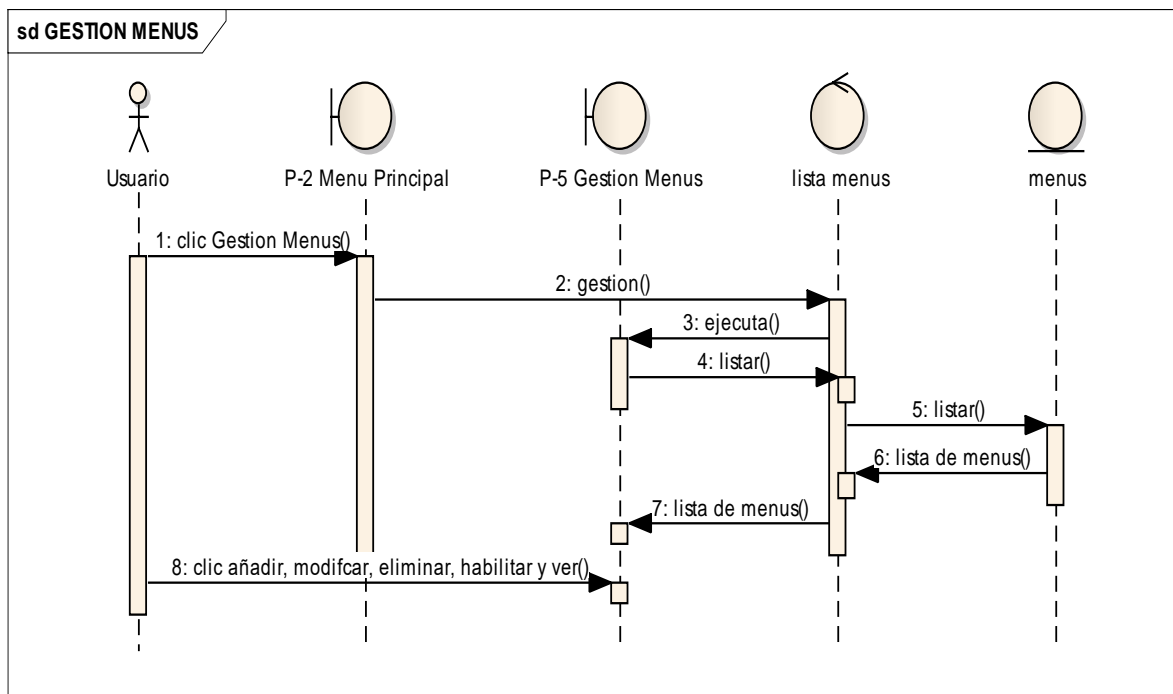 sd GESTION MENUS
Usuario
P-2 Menu Principal
P-5 Gestion Menus
lista menus
menus
1: clic Gestion Menus()
2: gestion()
3: ejecuta()
4: listar()
5: listar()
6: lista de menus()
7: lista de menus()
8: clic añadir, modifcar, eliminar, habilitar y ver()